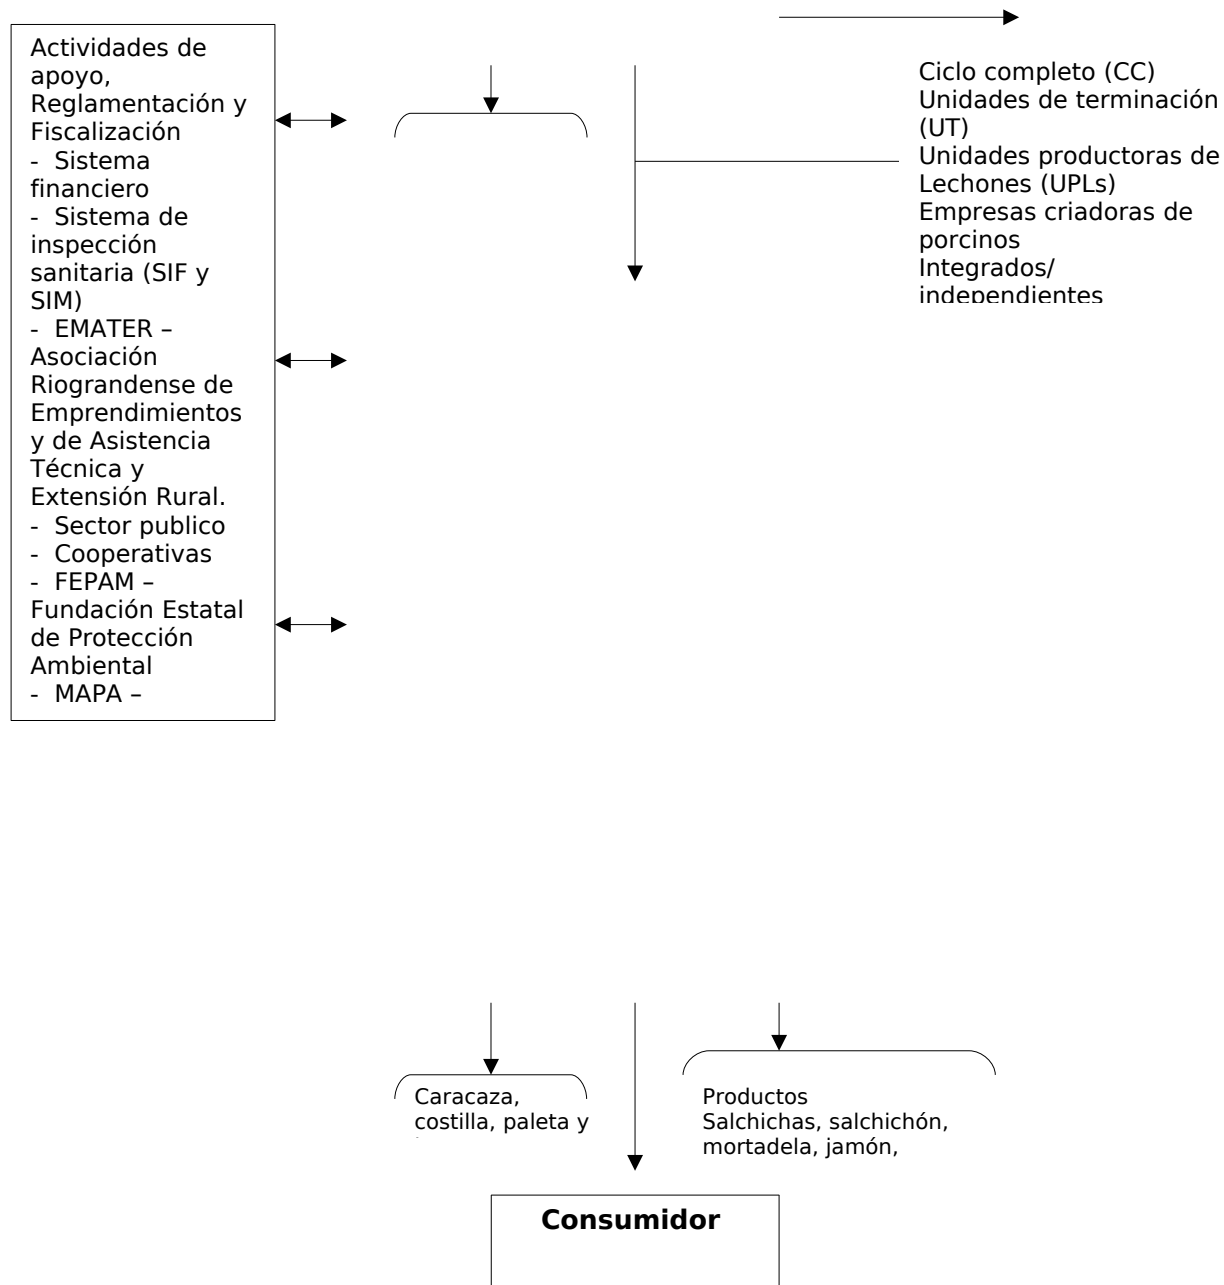 Actividades de
apoyo,
Reglamentación y
Fiscalización
- Sistema
financiero
- Sistema de
inspección
sanitaria (SIF y
SIM)
- EMATER –
Asociación
Riograndense de
Emprendimientos
y de Asistencia
Técnica y
Extensión Rural.
- Sector publico
- Cooperativas
- FEPAM –
Fundación Estatal
de Protección
Ambiental
- MAPA –
Ciclo completo (CC)
Unidades de terminación
(UT)
Unidades productoras de
Lechones (UPLs)
Empresas criadoras de
porcinos
Integrados/
independientes
Caracaza,
costilla, paleta y
Productos
Salchichas, salchichón,
mortadela, jamón,
Consumidor